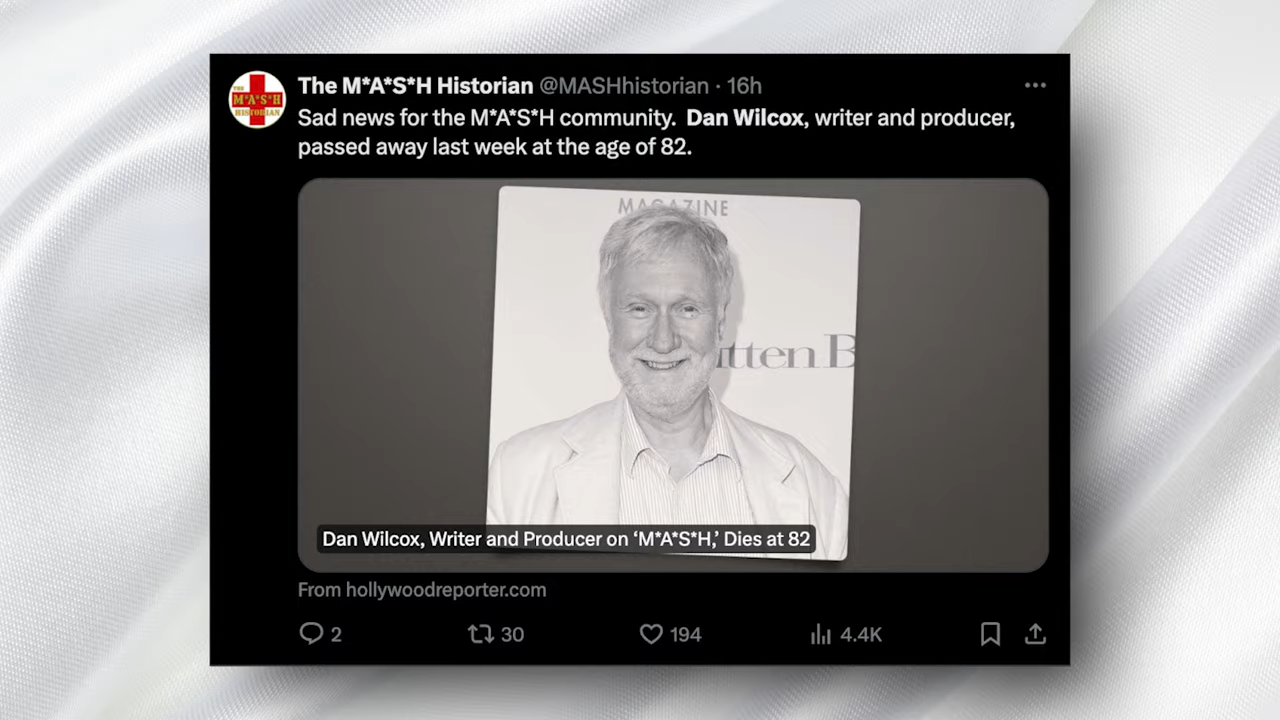 The M*A*S*H Historian @MASHhistorian · 16h
THE
M*A*S*H
HISTORIAN
Sad news for the M*A*S*H community. Dan Wilcox, writer and producer,
passed away last week at the age of 82.
MAGAZINE
itten B
Dan Wilcox, Writer and Producer on ‘M*A*S*H,’ Dies at 82
From hollywoodreporter.com
2 30 194 4.4K